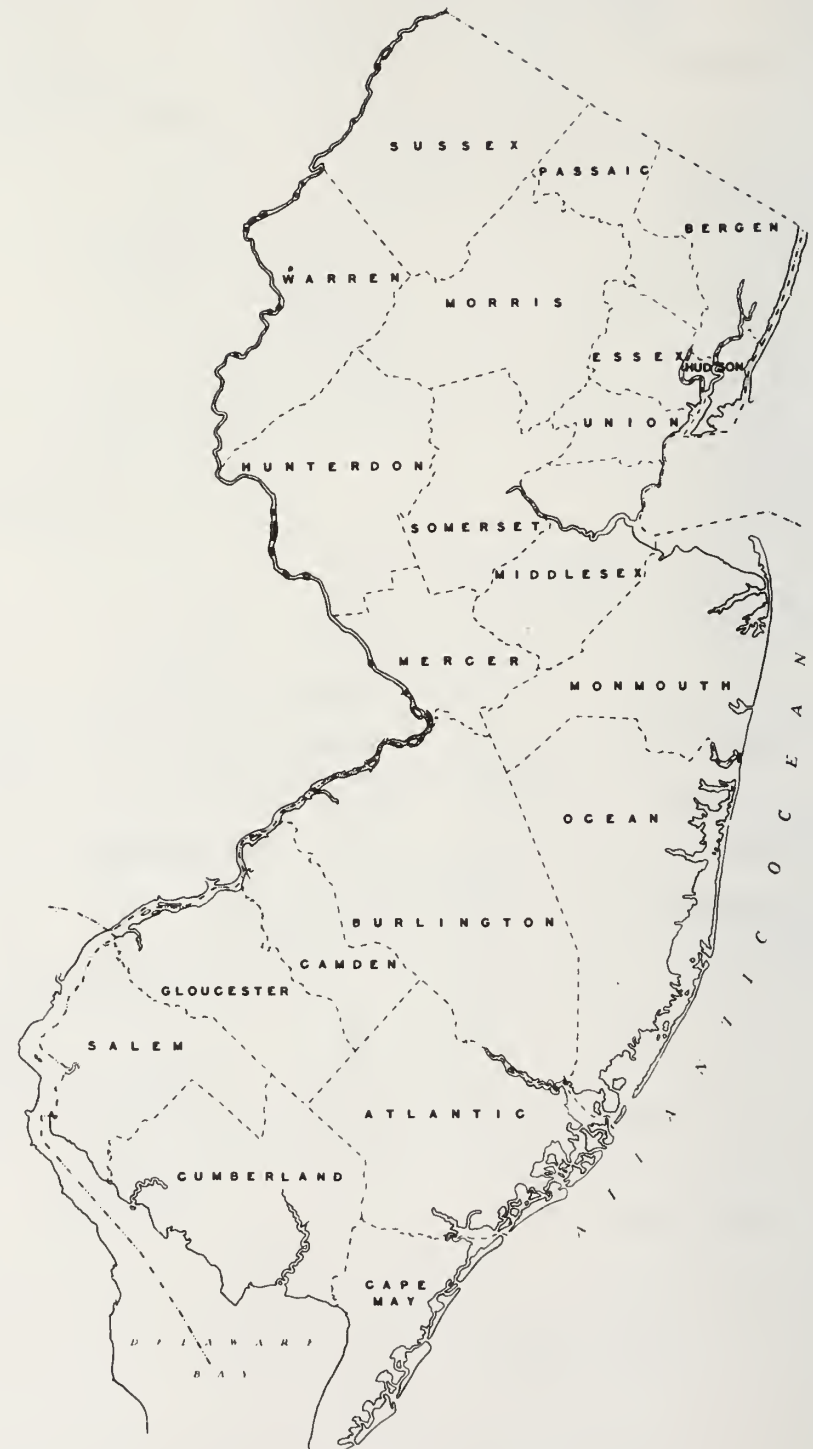 SUSSEX
PASSAIC
BERGEN
WARREN
MORRIS
ESSEX
HUDSON
UNION
HUNTERDON
SOMERSET
MIDDLESEX
MERCER
MONMOUTH
OCEAN
BURLINGTON
CAMDEN
GLOUCESTER
SALEM
ATLANTIC
CUMBERLAND
CAPE
MAY
DELAWARE
BAY
ATLANTIC OCEAN